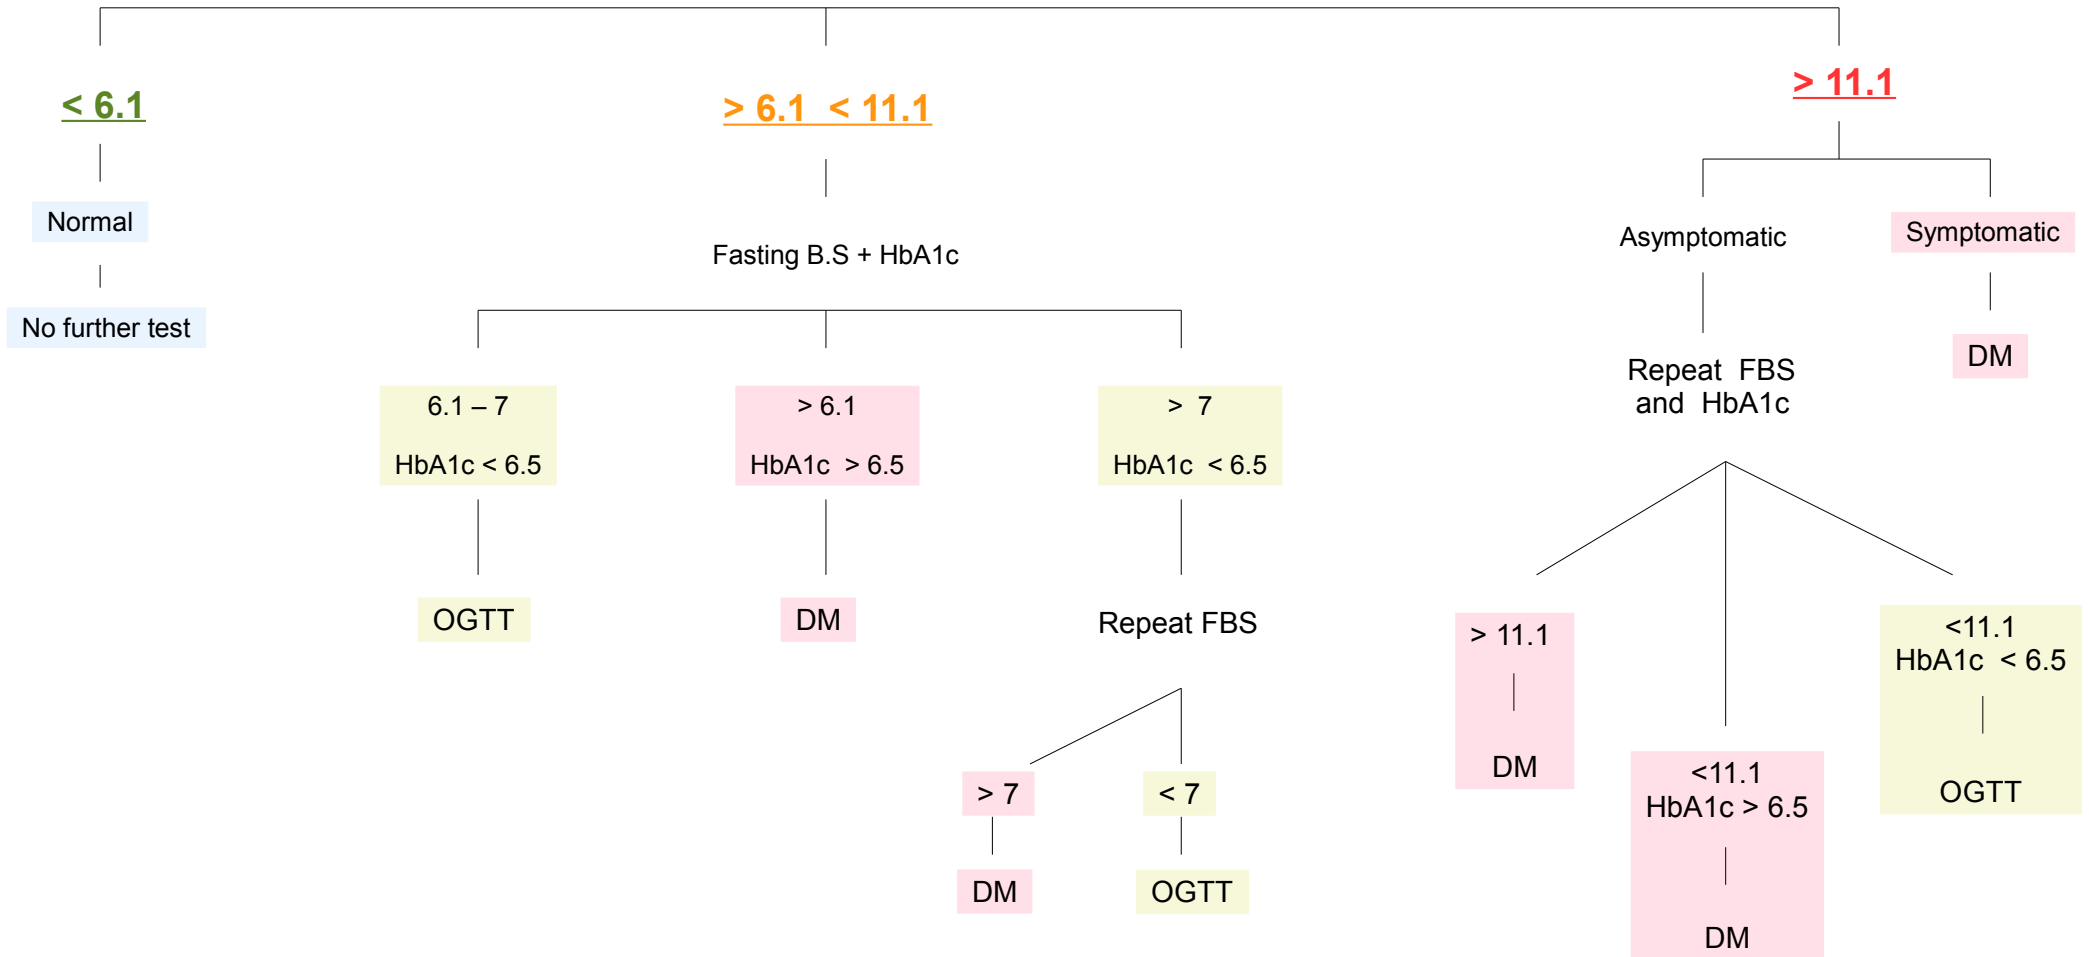 < 6.1
Normal
No further test
> 6.1 < 11.1
Fasting B.S + HbA1c
6.1 – 7
HbA1c < 6.5
OGTT
> 6.1
HbA1c > 6.5
DM
> 7
HbA1c < 6.5
Repeat FBS
> 7
DM
< 7
OGTT
> 11.1
Asymptomatic
Repeat FBS
and HbA1c
> 11.1
DM
<11.1
HbA1c > 6.5
DM
<11.1
HbA1c < 6.5
OGTT
Symptomatic
DM